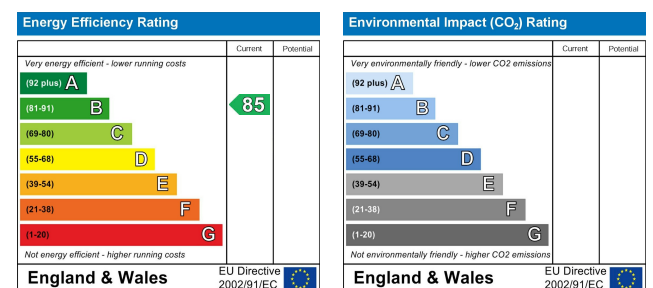 Energy Efficiency Rating
Current Potential
Very energy efficient - lower running costs
(92 plus) A
(81-91) B
85
(69-80) C
(55-68) D
(39-54) E
(21-38) F
(1-20) G
Not energy efficient - higher running costs
England & Wales
EU Directive
2002/91/EC
Environmental Impact (CO₂) Rating
Current Potential
Very environmentally friendly - lower CO2 emissions
(92 plus) A
(81-91) B
(69-80) C
(55-68) D
(39-54) E
(21-38) F
(1-20) G
Not environmentally friendly - higher CO2 emissions
England & Wales
EU Directive
2002/91/EC